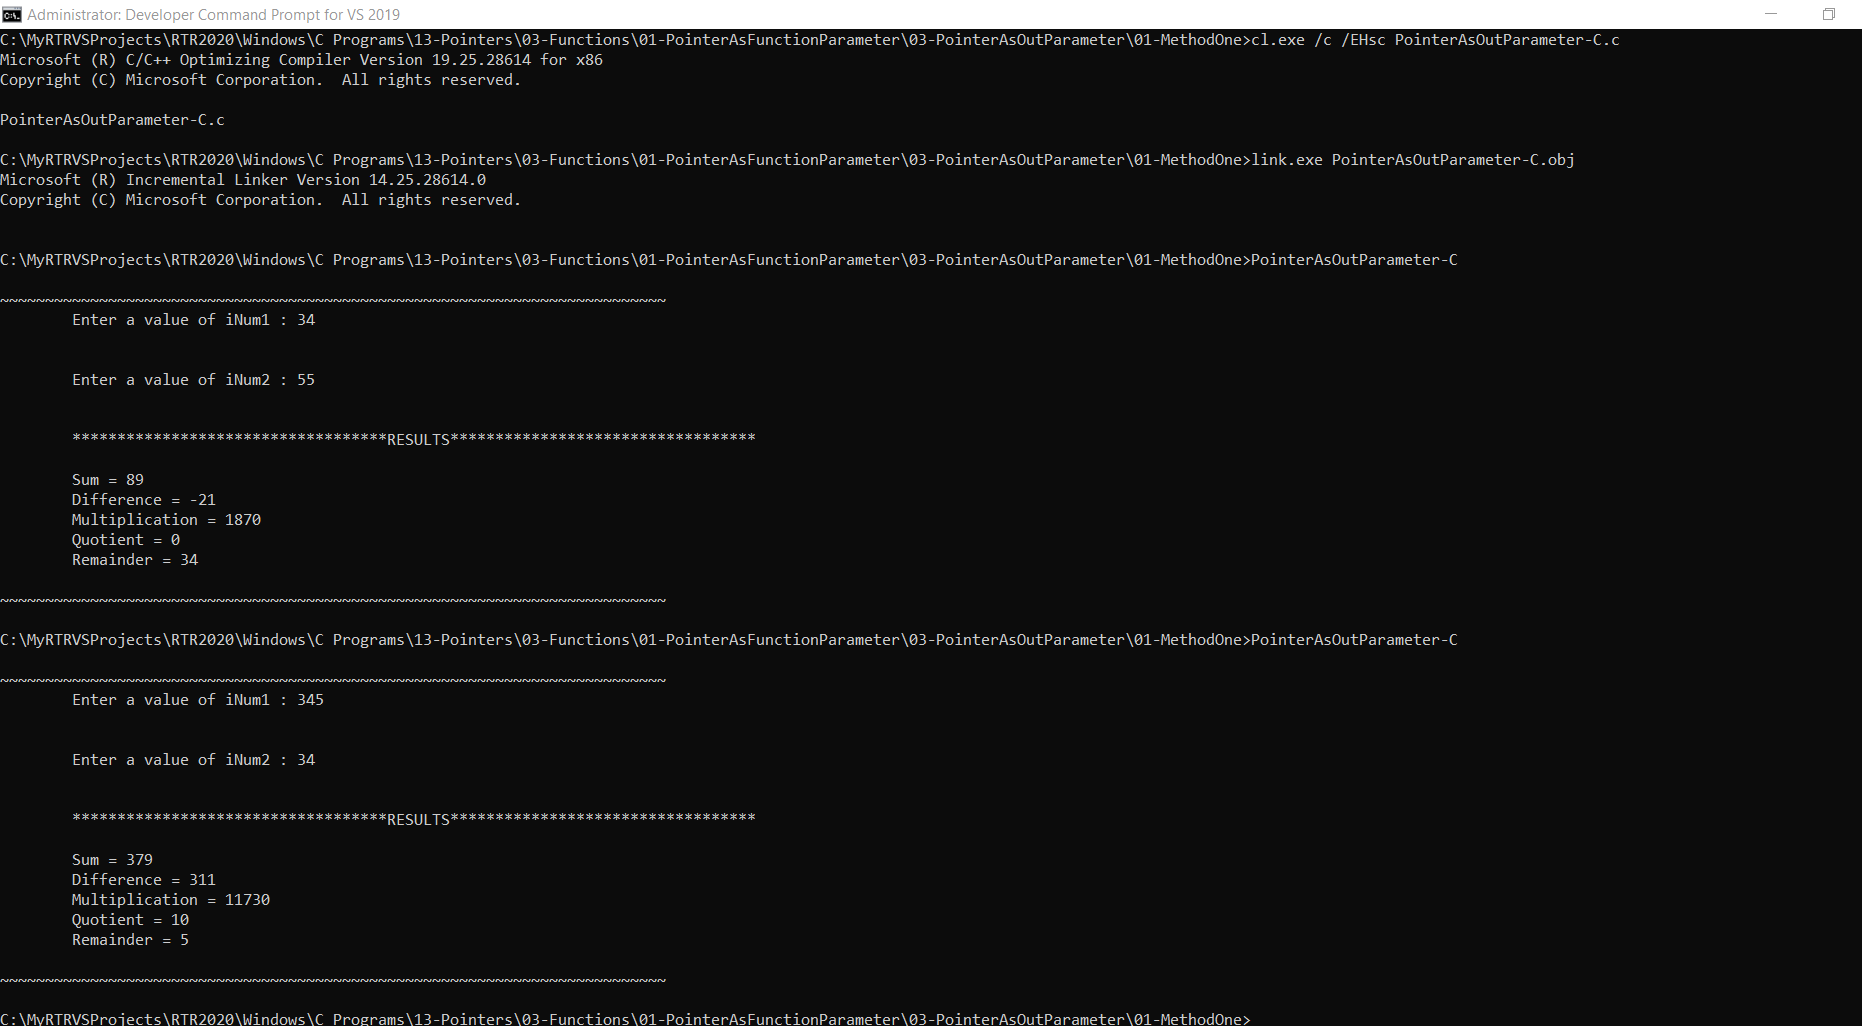 Administrator: Developer Command Prompt for VS 2019
C:\MyRTRVSProjects\RTR2020\Windows\C Programs\13-Pointers\03-Functions\01-PointerAsFunctionParameter\03-PointerAsOutParameter\01-MethodOne>cl.exe /c /EHsc PointerAsOutParameter-C.c
Microsoft (R) C/C++ Optimizing Compiler Version 19.25.28614 for x86
Copyright (C) Microsoft Corporation.  All rights reserved.
PointerAsOutParameter-C.c
C:\MyRTRVSProjects\RTR2020\Windows\C Programs\13-Pointers\03-Functions\01-PointerAsFunctionParameter\03-PointerAsOutParameter\01-MethodOne>link.exe PointerAsOutParameter-C.obj
Microsoft (R) Incremental Linker Version 14.25.28614.0
Copyright (C) Microsoft Corporation.  All rights reserved.
C:\MyRTRVSProjects\RTR2020\Windows\C Programs\13-Pointers\03-Functions\01-PointerAsFunctionParameter\03-PointerAsOutParameter\01-MethodOne>PointerAsOutParameter-C
~~~~~~~~~~~~~~~~~~~~~~~~~~~~~~~~~~~~~~~~~~~~~~~~~~~~~~~~~~~~~~~~~~~~~~~~~~
Enter a value of iNum1 : 34
Enter a value of iNum2 : 55
**************************************RESULTS**********************************
Sum = 89
Difference = -21
Multiplication = 1870
Quotient = 0
Remainder = 34
~~~~~~~~~~~~~~~~~~~~~~~~~~~~~~~~~~~~~~~~~~~~~~~~~~~~~~~~~~~~~~~~~~~~~~~~~~
C:\MyRTRVSProjects\RTR2020\Windows\C Programs\13-Pointers\03-Functions\01-PointerAsFunctionParameter\03-PointerAsOutParameter\01-MethodOne>PointerAsOutParameter-C
~~~~~~~~~~~~~~~~~~~~~~~~~~~~~~~~~~~~~~~~~~~~~~~~~~~~~~~~~~~~~~~~~~~~~~~~~~
Enter a value of iNum1 : 345
Enter a value of iNum2 : 34
**************************************RESULTS**********************************
Sum = 379
Difference = 311
Multiplication = 11730
Quotient = 10
Remainder = 5
~~~~~~~~~~~~~~~~~~~~~~~~~~~~~~~~~~~~~~~~~~~~~~~~~~~~~~~~~~~~~~~~~~~~~~~~~~
C:\MyRTRVSProjects\RTR2020\Windows\C Programs\13-Pointers\03-Functions\01-PointerAsFunctionParameter\03-PointerAsOutParameter\01-MethodOne>